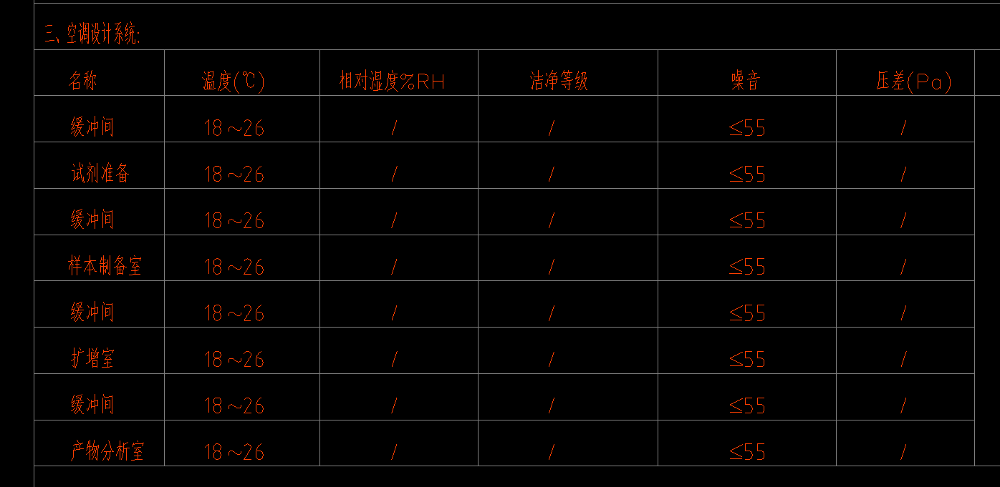 三、空调设计系统:
名称 温度(℃) 相对湿度%RH 洁净等级 噪音 压差(Pa)
缓冲间 18～26 / / ≤55 /
试剂准备 18～26 / / ≤55 /
缓冲间 18～26 / / ≤55 /
样本制备室 18～26 / / ≤55 /
缓冲间 18～26 / / ≤55 /
扩增室 18～26 / / ≤55 /
缓冲间 18～26 / / ≤55 /
产物分析室 18～26 / / ≤55 /